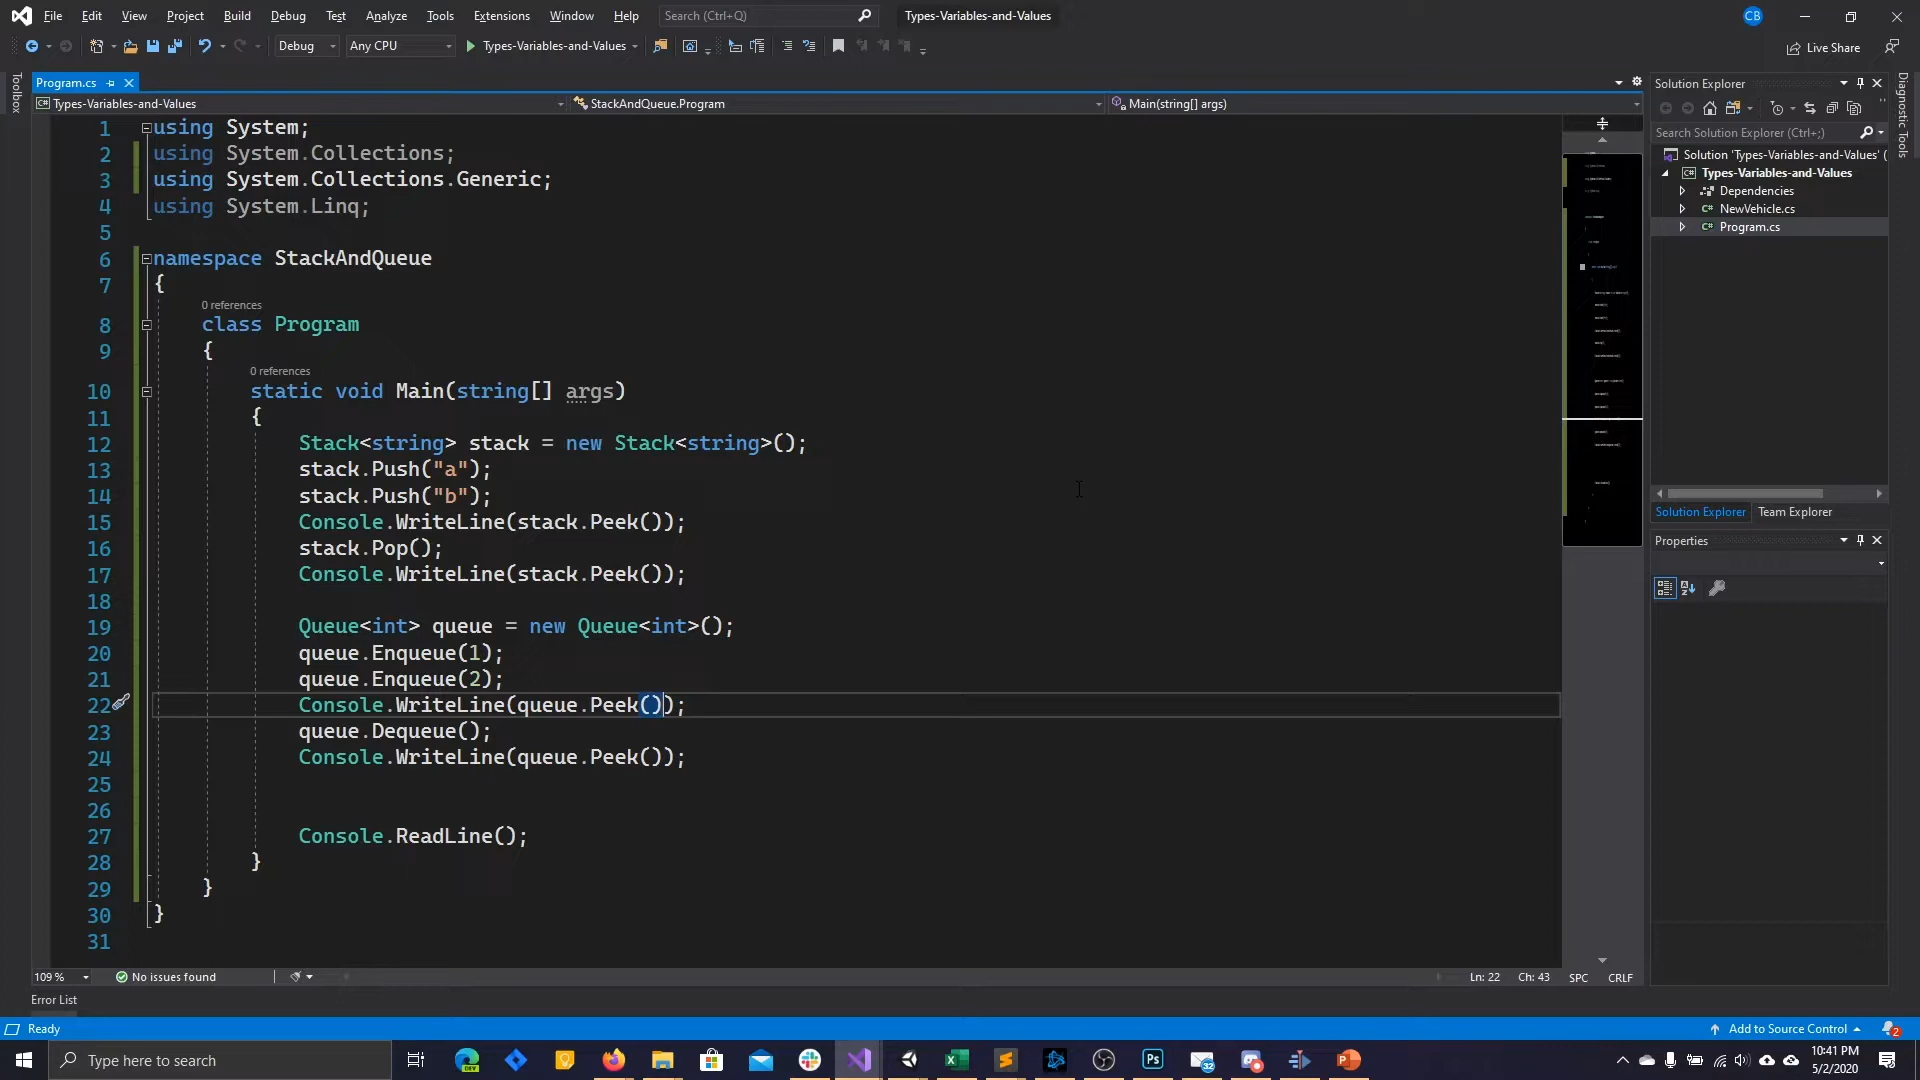 File Edit View Project Build Debug Test Analyze Tools Extensions Window Help Search (Ctrl+Q) Types-Variables-and-Values CB
Debug Any CPU Types-Variables-and-Values Live Share
Toolbox
Program.cs
Types-Variables-and-Values StackAndQueue.Program Main(string[] args)
1 using System;
2 using System.Collections;
3 using System.Collections.Generic;
4 using System.Linq;
5
6 namespace StackAndQueue
7 {
0 references
8 class Program
9 {
0 references
10 static void Main(string[] args)
11 {
12 Stack<string> stack = new Stack<string>();
13 stack.Push("a");
14 stack.Push("b");
15 Console.WriteLine(stack.Peek());
16 stack.Pop();
17 Console.WriteLine(stack.Peek());
18
19 Queue<int> queue = new Queue<int>();
20 queue.Enqueue(1);
21 queue.Enqueue(2);
22 Console.WriteLine(queue.Peek());
23 queue.Dequeue();
24 Console.WriteLine(queue.Peek());
25
26
27 Console.ReadLine();
28 }
29 }
30 }
31
109 % No issues found Ln: 22 Ch: 43 SPC CRLF
Error List
Solution Explorer
Search Solution Explorer (Ctrl+;)
Solution 'Types-Variables-and-Values' (
Types-Variables-and-Values
Dependencies
C# NewVehicle.cs
C# Program.cs
Solution Explorer Team Explorer
Properties
Diagnostic Tools
Ready Add to Source Control 2
Type here to search
DEV
Ps
32
10:41 PM
5/2/2020